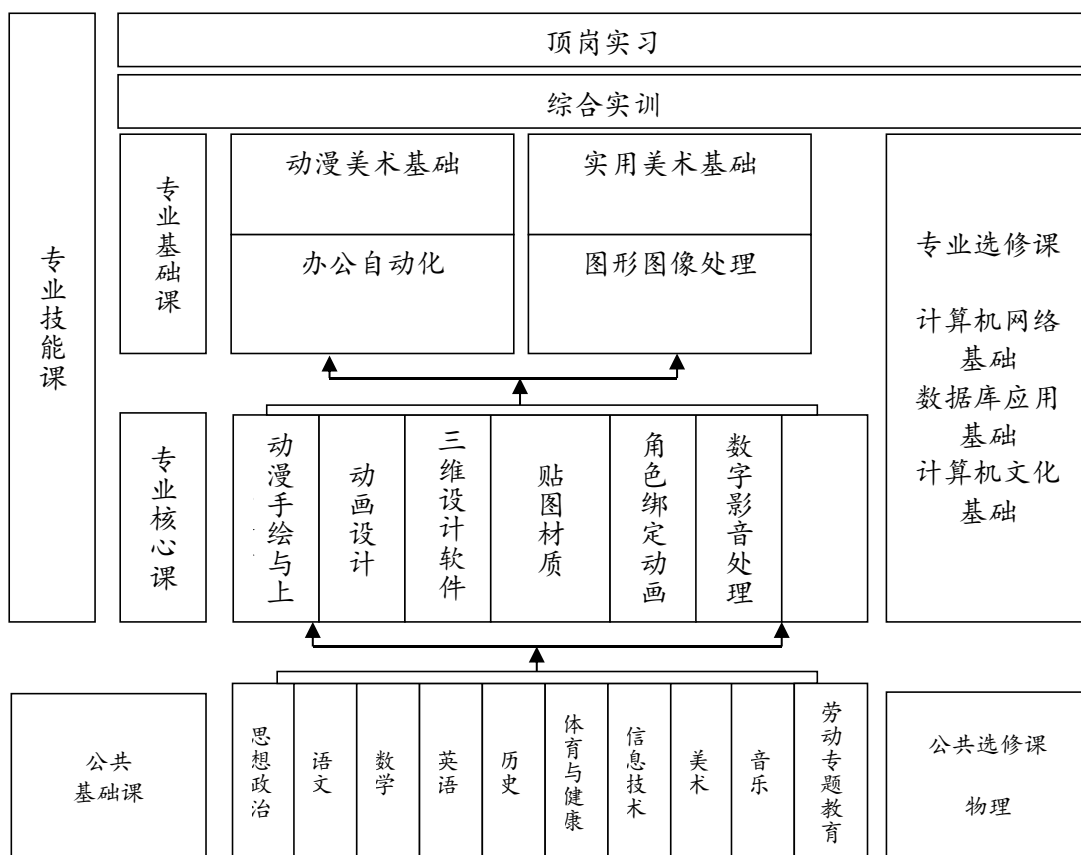 顶岗实习
综合实训
专业技能课
专业基础课
动漫美术基础
实用美术基础
办公自动化
图形图像处理
专业选修课
计算机网络
基础
数据库应用
基础
计算机文化
基础
专业核心课
动漫手绘与上
动画设计
三维设计软件
贴图材质
角色绑定动画
数字影音处理
公共
基础课
思想政治
语文
数学
英语
历史
体育与健康
信息技术
美术
音乐
劳动专题教育
公共选修课
物理